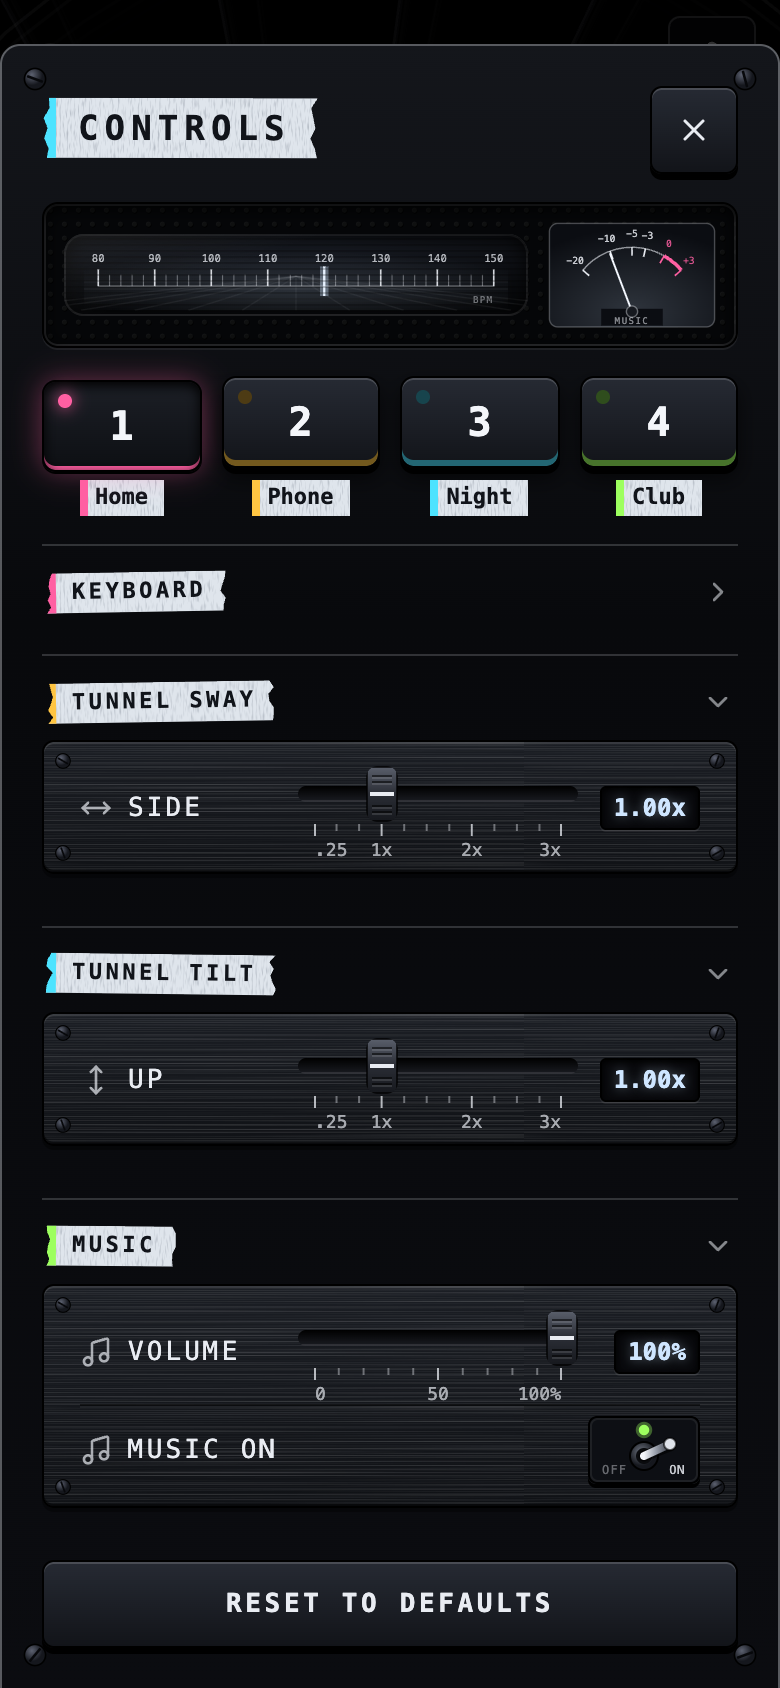 CONTROLS
80 90 100 110 120 130 140 150
BPM
-20 -10 -5 -3 0 +3
MUSIC
1 2 3 4
Home Phone Night Club
KEYBOARD
TUNNEL SWAY
SIDE 1.00x
.25 1x 2x 3x
TUNNEL TILT
UP 1.00x
.25 1x 2x 3x
MUSIC
VOLUME 100%
0 50 100%
MUSIC ON OFF ON
RESET TO DEFAULTS